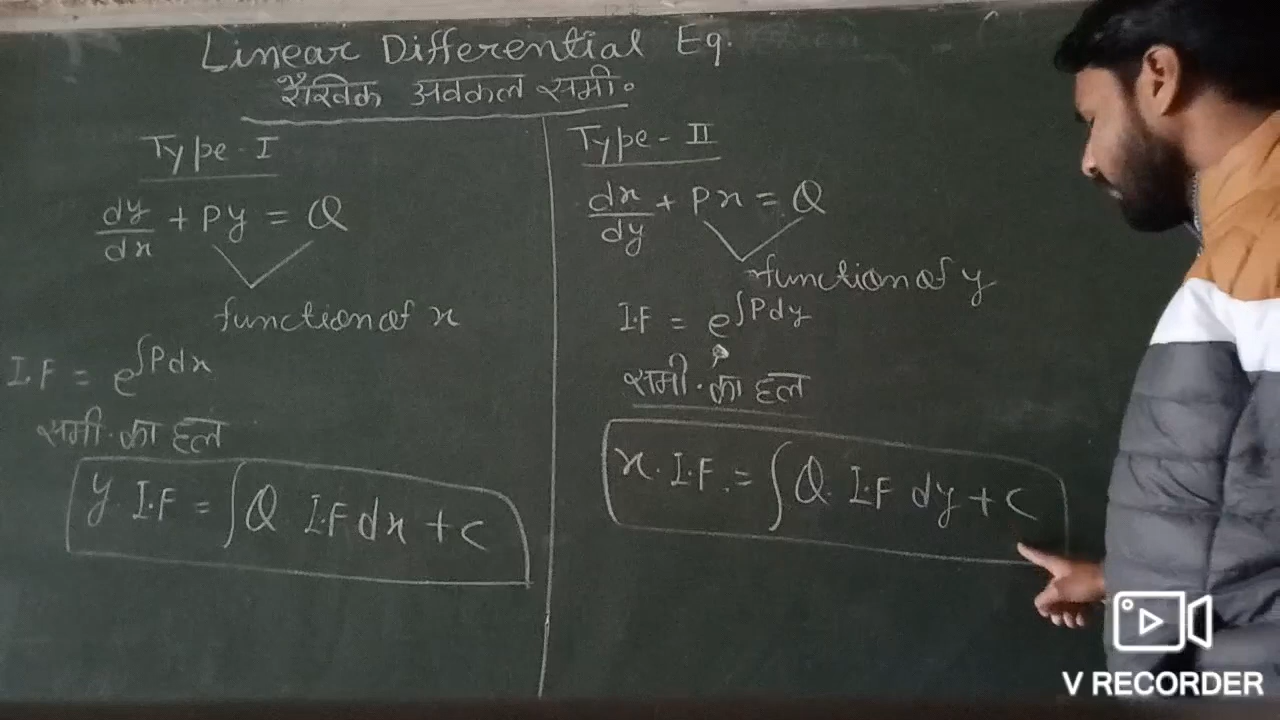 Linear Differential Eq.
रैखिक अवकल समी॰
Type-I
dy/dx + Py = Q
function of x
I.F = e^∫Pdx
समी. का हल
y I.F = ∫Q I.F dx + c
Type-II
dx/dy + Px = Q
function of y
I.F = e^∫Pdy
समी. का हल
x. I.F. = ∫Q. I.F dy + c
V RECORDER